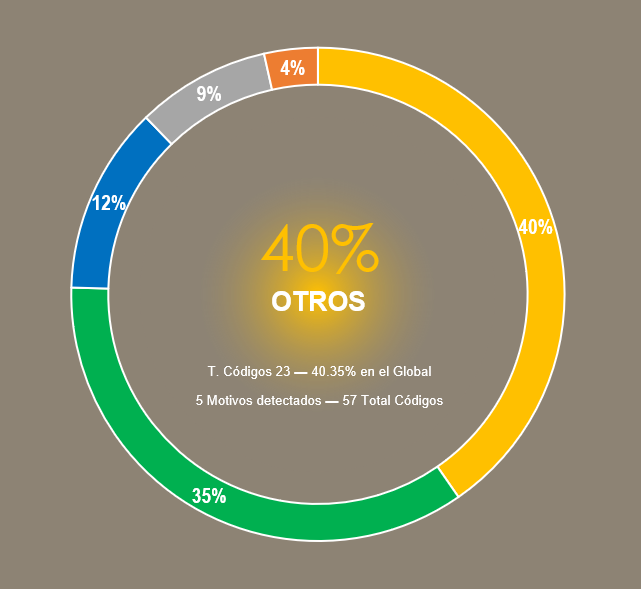 4%
9%
12%
40%
40%
OTROS
T. Códigos 23 — 40.35% en el Global
5 Motivos detectados — 57 Total Códigos
35%